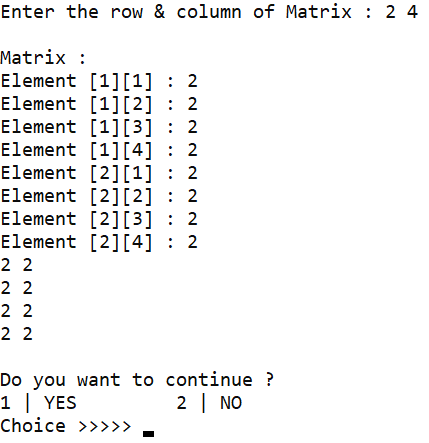 Enter the row & column of Matrix : 2 4
Matrix :
Element [1][1] : 2
Element [1][2] : 2
Element [1][3] : 2
Element [1][4] : 2
Element [2][1] : 2
Element [2][2] : 2
Element [2][3] : 2
Element [2][4] : 2
2 2
2 2
2 2
2 2
Do you want to continue ?
1 | YES         2 | NO
Choice >>>>>